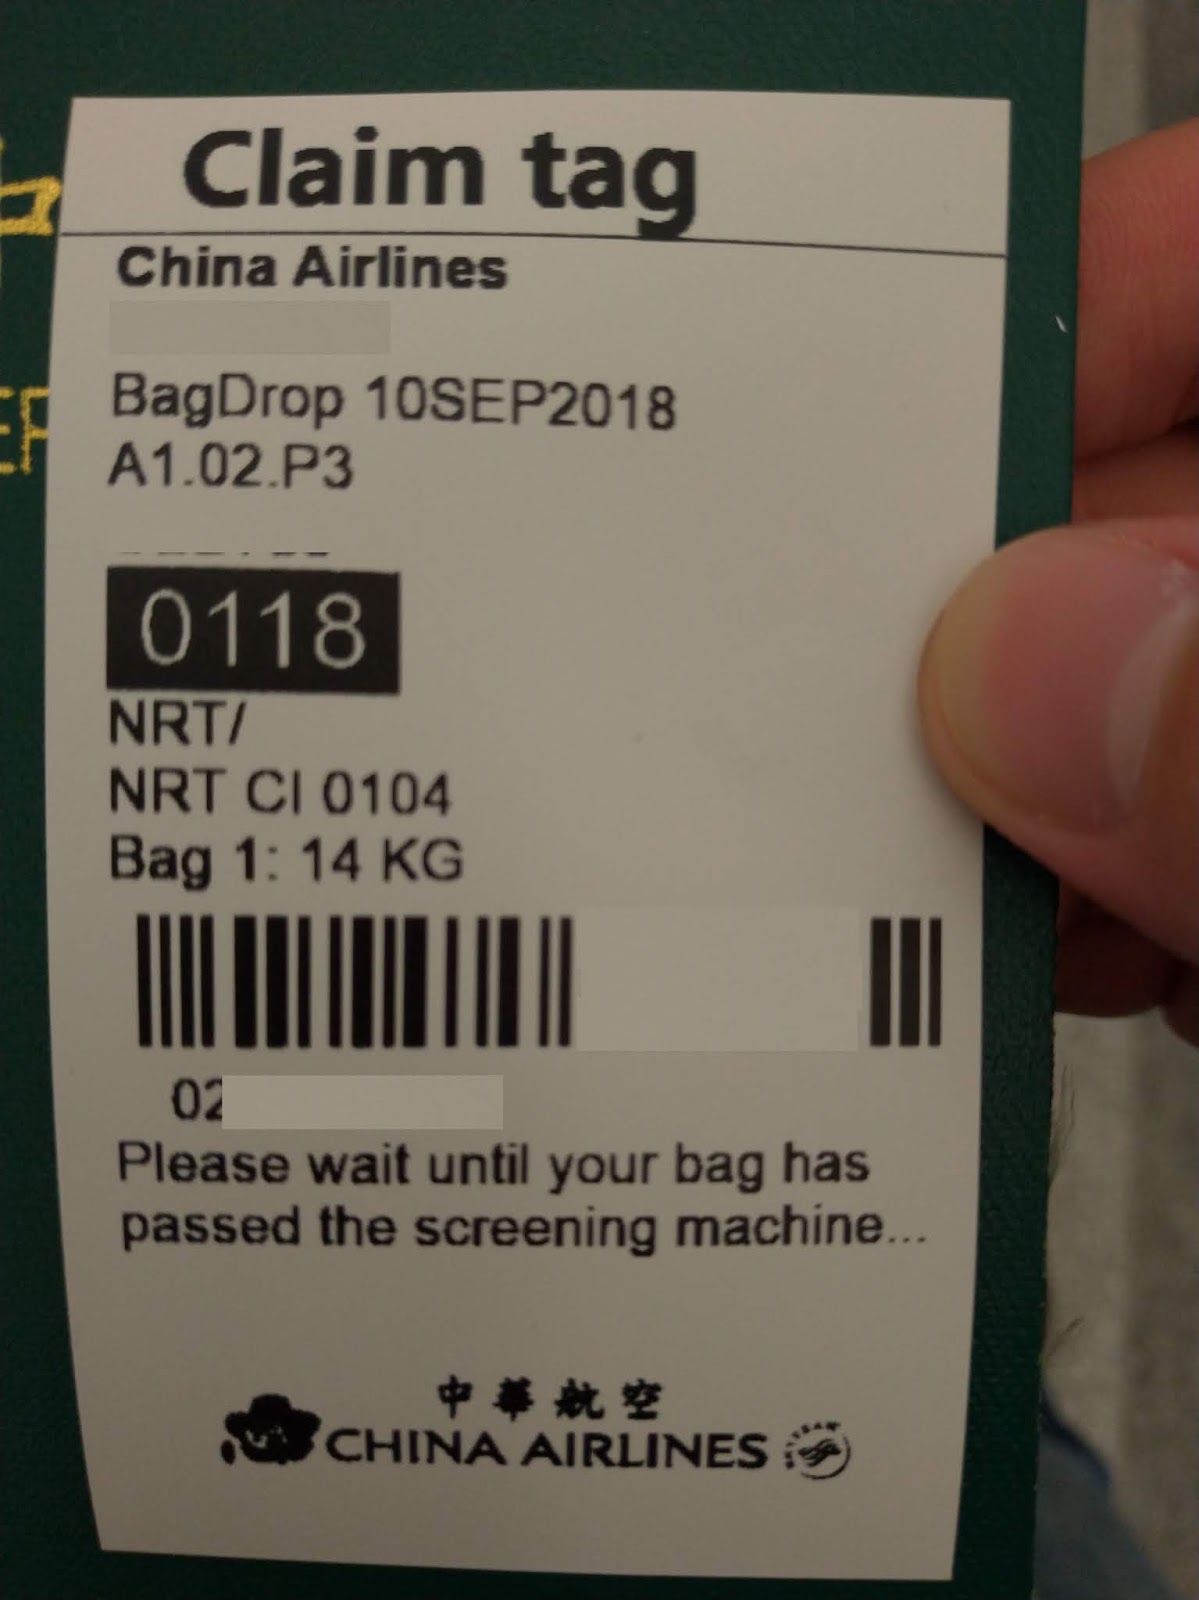 Claim tag
China Airlines
BagDrop 10SEP2018
A1.02.P3
0118
NRT/
NRT CI 0104
Bag 1: 14 KG
02
Please wait until your bag has
passed the screening machine...
中華航空
CHINA AIRLINES